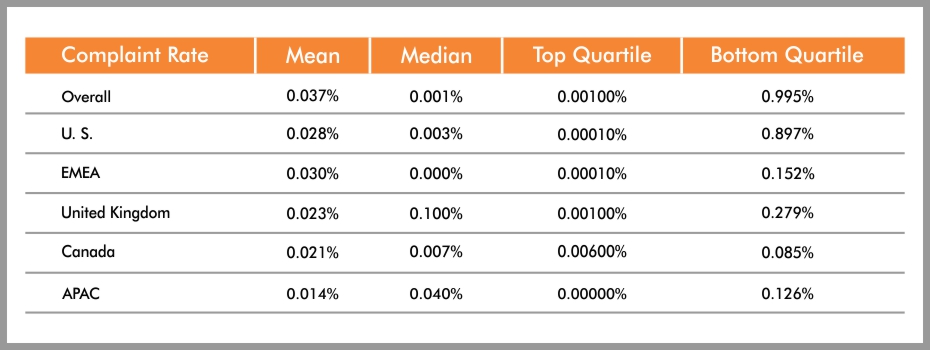 Complaint Rate Mean Median Top Quartile Bottom Quartile
Overall 0.037% 0.001% 0.00100% 0.995%
U. S. 0.028% 0.003% 0.00010% 0.897%
EMEA 0.030% 0.000% 0.00010% 0.152%
United Kingdom 0.023% 0.100% 0.00100% 0.279%
Canada 0.021% 0.007% 0.00600% 0.085%
APAC 0.014% 0.040% 0.00000% 0.126%